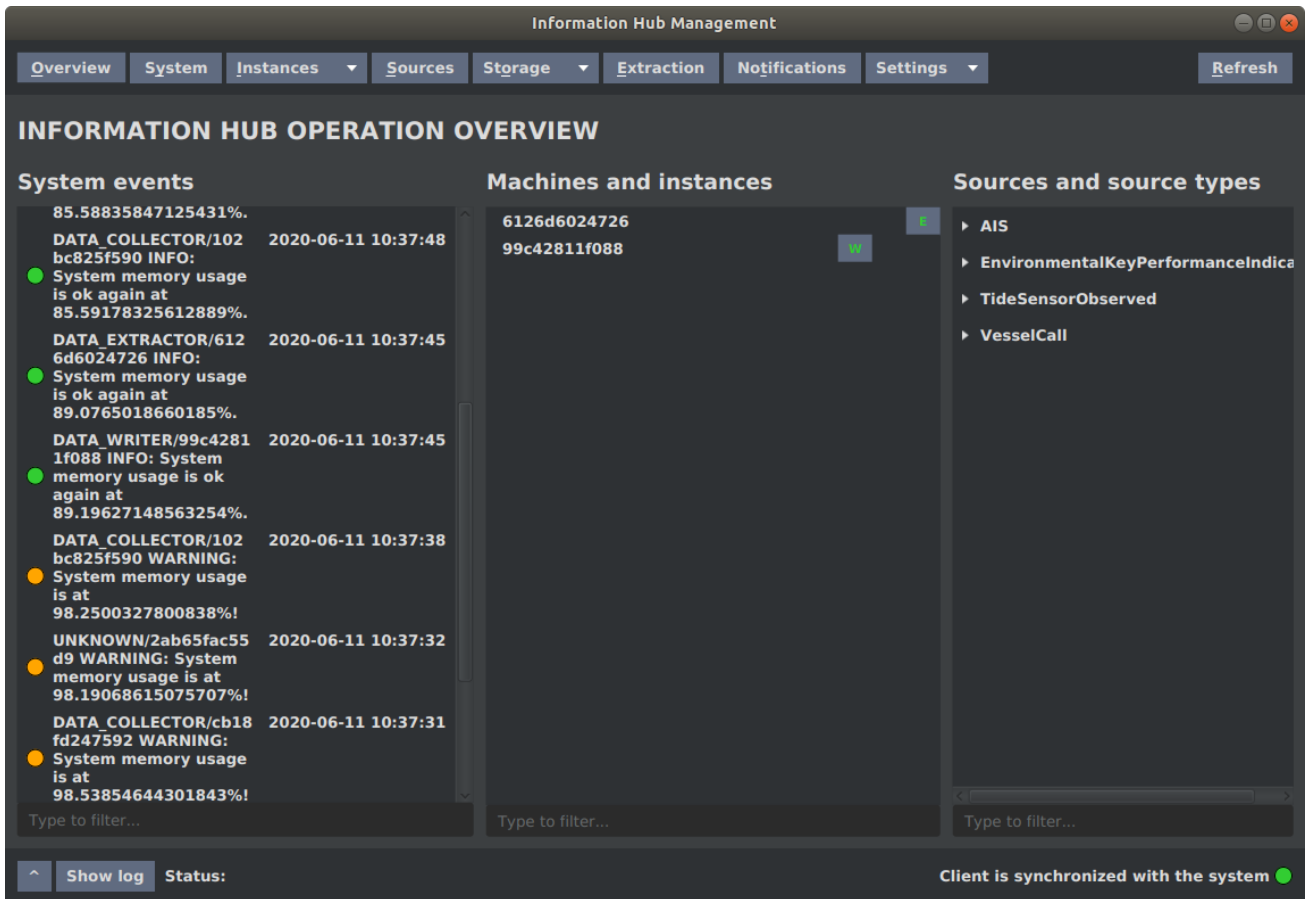 Information Hub Management
Overview System Instances Sources Storage Extraction Notifications Settings Refresh
INFORMATION HUB OPERATION OVERVIEW
System events
85.58835847125431%.
DATA_COLLECTOR/102 2020-06-11 10:37:48
bc825f590 INFO:
System memory usage
is ok again at
85.59178325612889%.
DATA_EXTRACTOR/612 2020-06-11 10:37:45
6d6024726 INFO:
System memory usage
is ok again at
89.0765018660185%.
DATA_WRITER/99c4281 2020-06-11 10:37:45
1f088 INFO: System
memory usage is ok
again at
89.19627148563254%.
DATA_COLLECTOR/102 2020-06-11 10:37:38
bc825f590 WARNING:
System memory usage
is at
98.2500327800838%!
UNKNOWN/2ab65fac55 2020-06-11 10:37:32
d9 WARNING: System
memory usage is at
98.19068615075707%!
DATA_COLLECTOR/cb18 2020-06-11 10:37:31
fd247592 WARNING:
System memory usage
is at
98.53854644301843%!
Type to filter...
Machines and instances
6126d6024726 E
99c42811f088 W
Type to filter...
Sources and source types
AIS
EnvironmentalKeyPerformanceIndica
TideSensorObserved
VesselCall
Type to filter...
^ Show log Status: Client is synchronized with the system